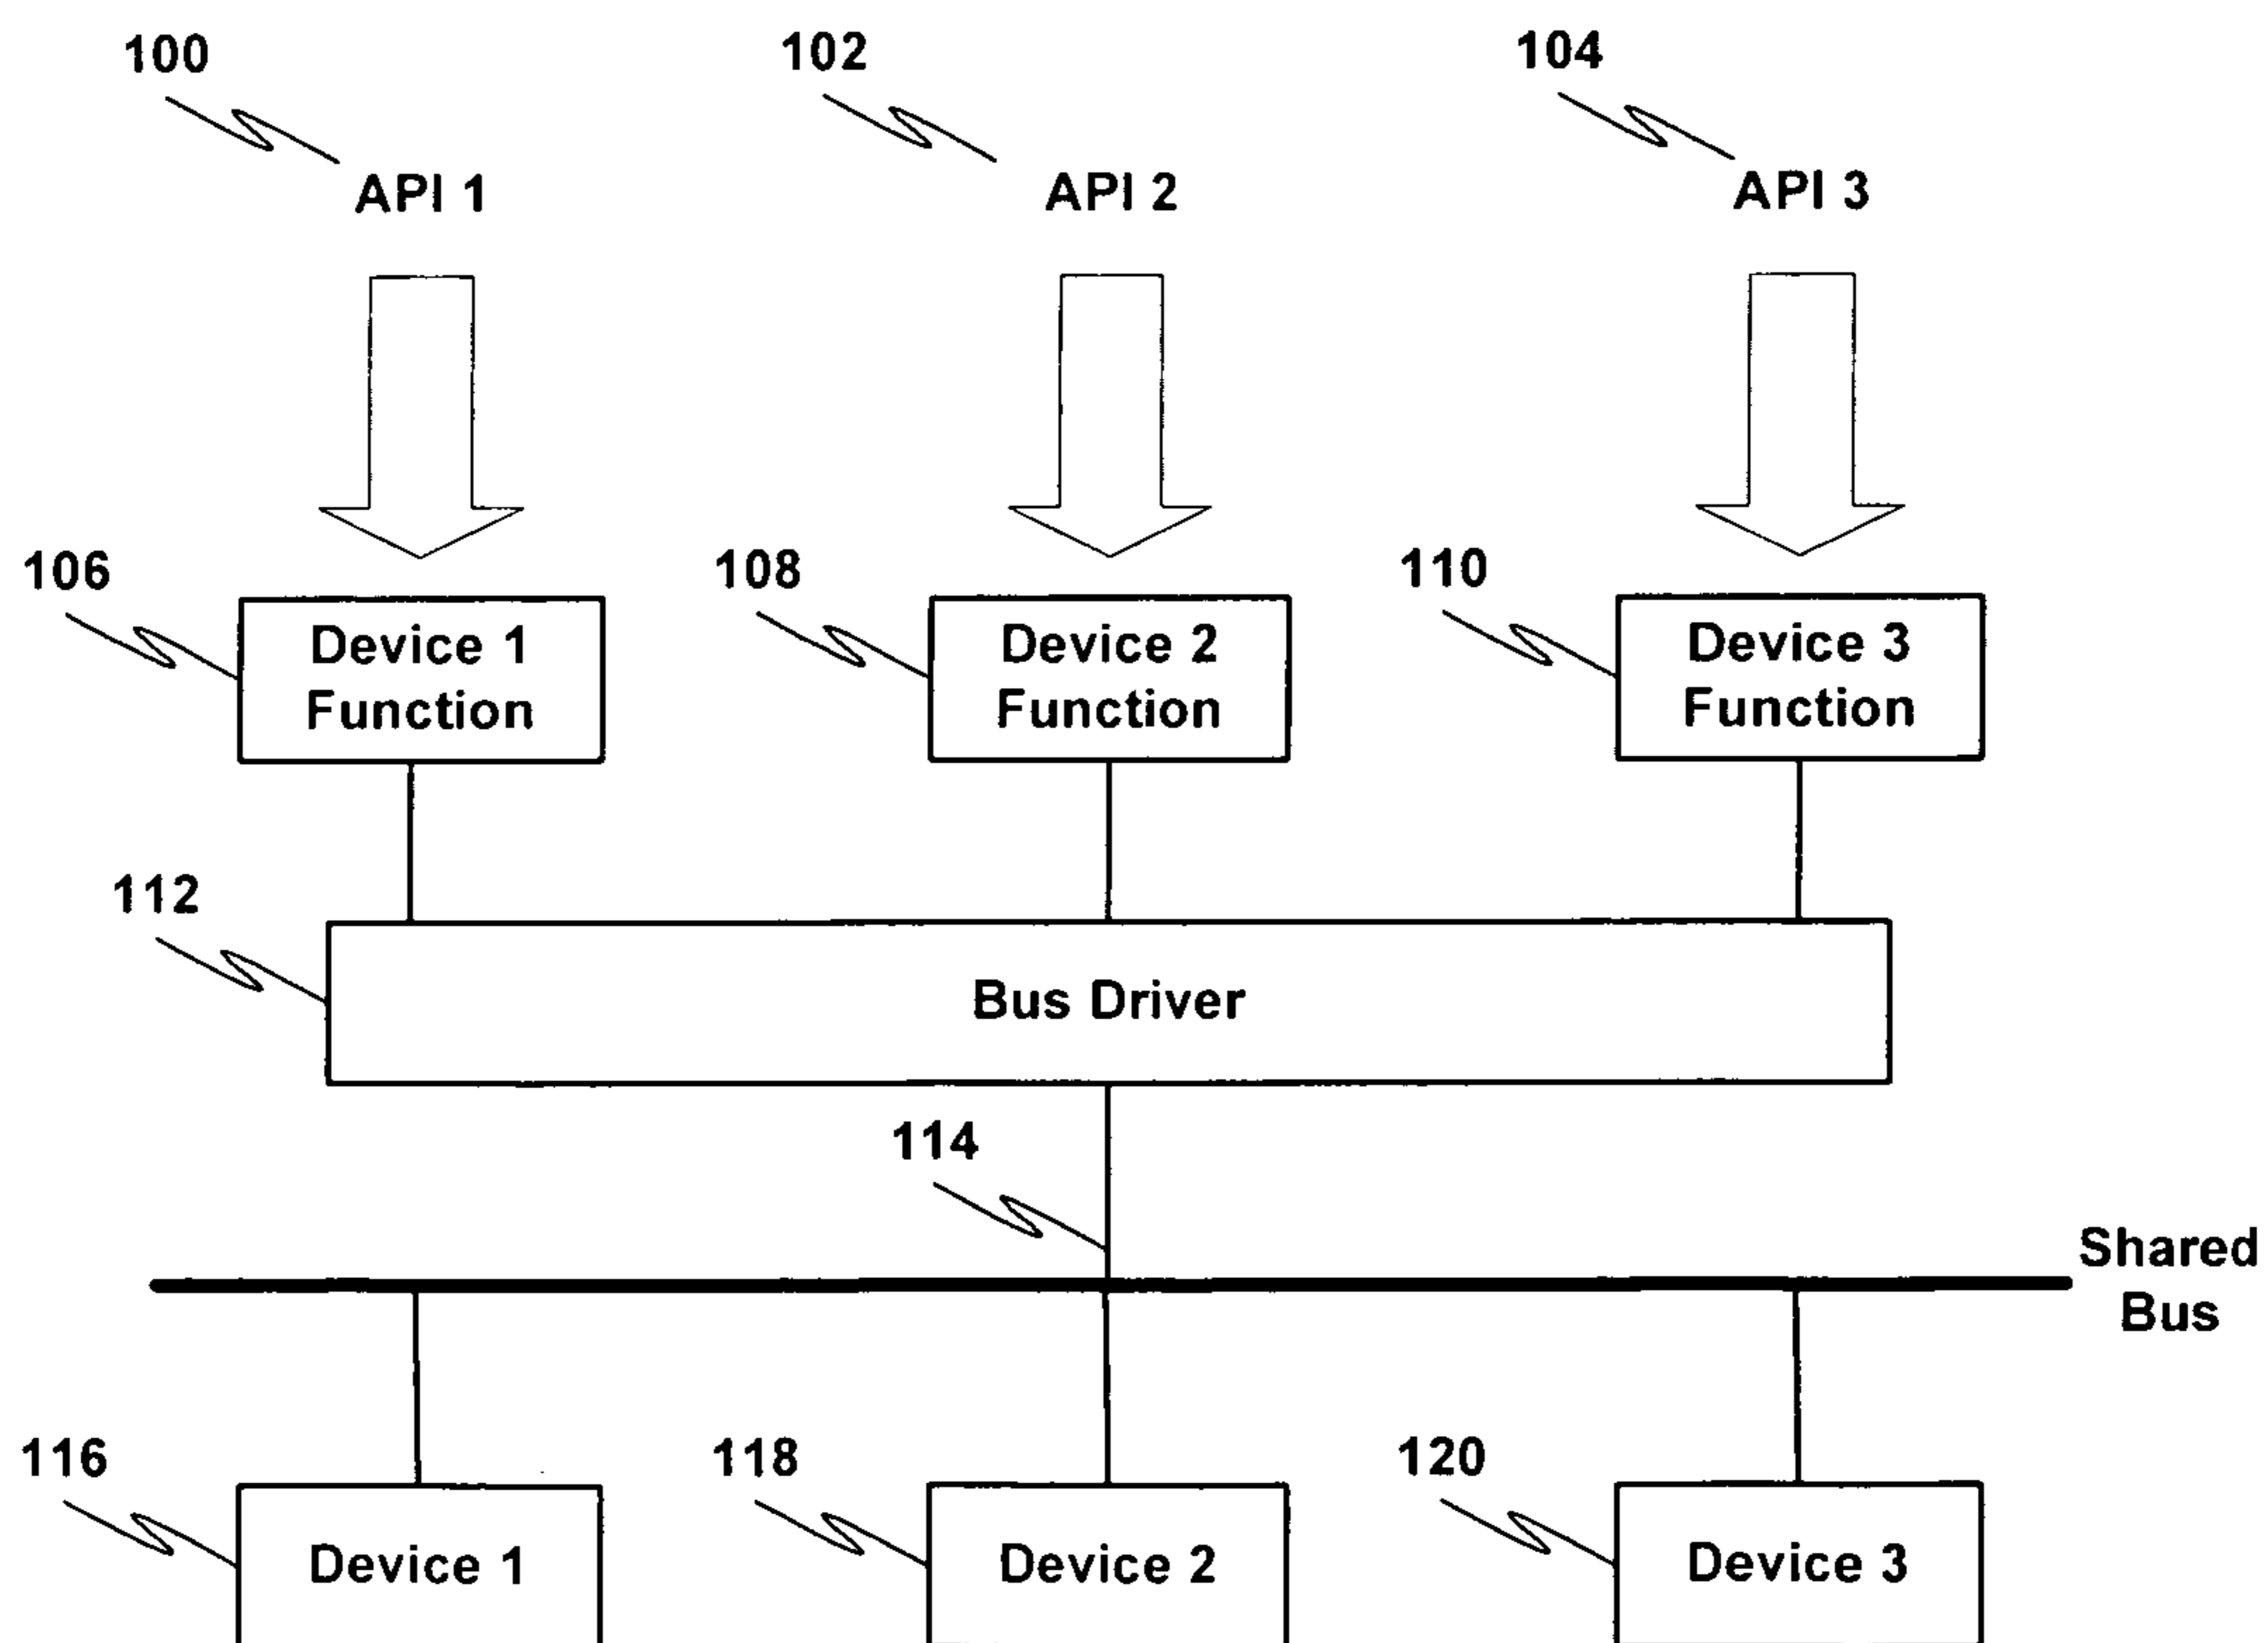 100
102
104
API 1
API 2
API 3
106
108
110
Device 1
Function
Device 2
Function
Device 3
Function
112
Bus Driver
114
Shared
Bus
116
118
120
Device 1
Device 2
Device 3